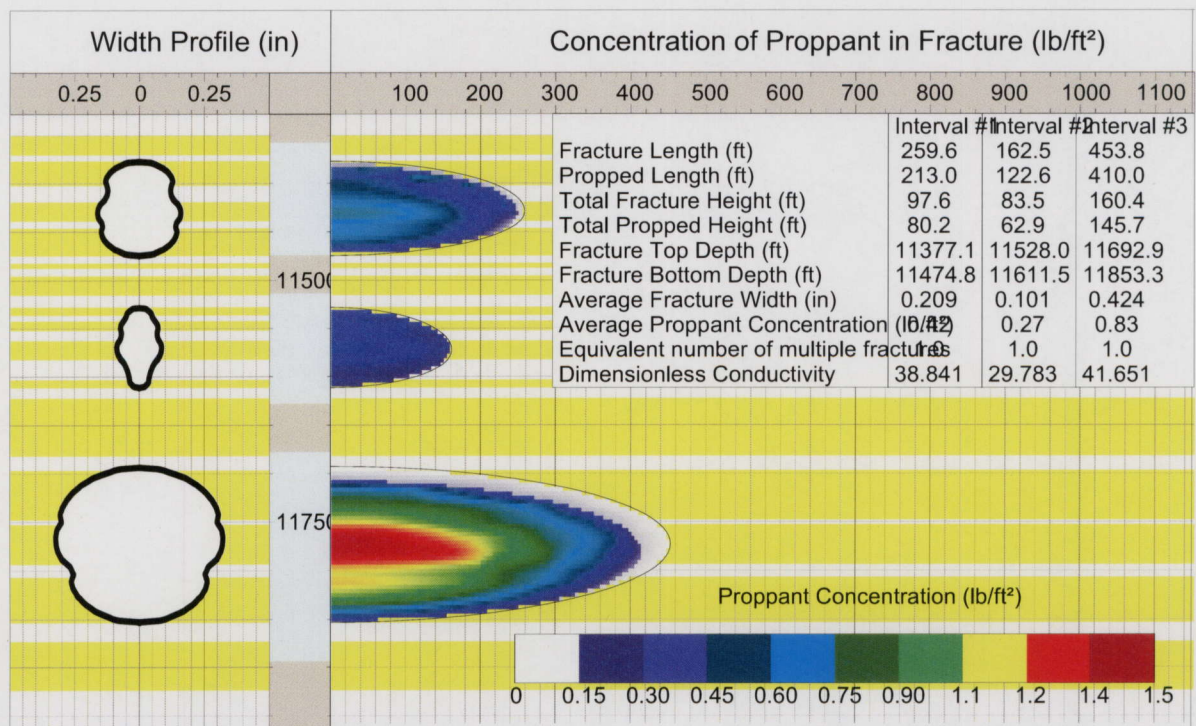 Width Profile (in)
Concentration of Proppant in Fracture (lb/ft²)
0.25 0 0.25
100 200 300 400 500 600 700 800 900 1000 1100
Interval #1 Interval #2 Interval #3
Fracture Length (ft) 259.6 162.5 453.8
Propped Length (ft) 213.0 122.6 410.0
Total Fracture Height (ft) 97.6 83.5 160.4
Total Propped Height (ft) 80.2 62.9 145.7
Fracture Top Depth (ft) 11377.1 11528.0 11692.9
Fracture Bottom Depth (ft) 11474.8 11611.5 11853.3
Average Fracture Width (in) 0.209 0.101 0.424
Average Proppant Concentration (lb/ft²) 0.42 0.27 0.83
Equivalent number of multiple fractures 1.0 1.0 1.0
Dimensionless Conductivity 38.841 29.783 41.651
11500
11750
Proppant Concentration (lb/ft²)
0 0.15 0.30 0.45 0.60 0.75 0.90 1.1 1.2 1.4 1.5